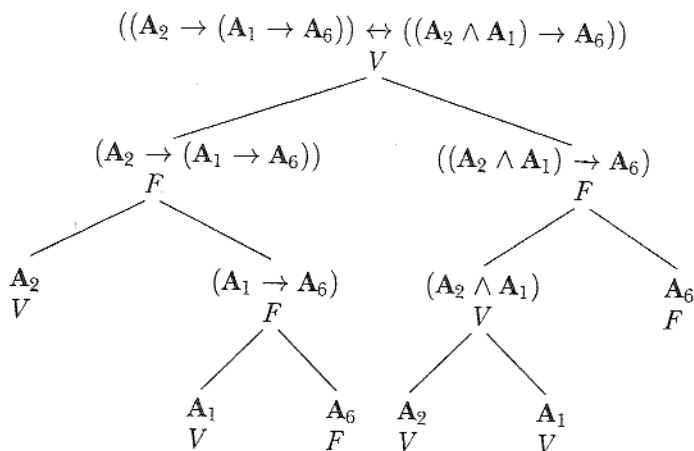 ((A₂ → (A₁ → A₆)) ↔ ((A₂ ∧ A₁) → A₆))
V
(A₂ → (A₁ → A₆)) ((A₂ ∧ A₁) → A₆)
F F
A₂ (A₁ → A₆) (A₂ ∧ A₁) A₆
V F V F
A₁ A₆ A₂ A₁
V F V V